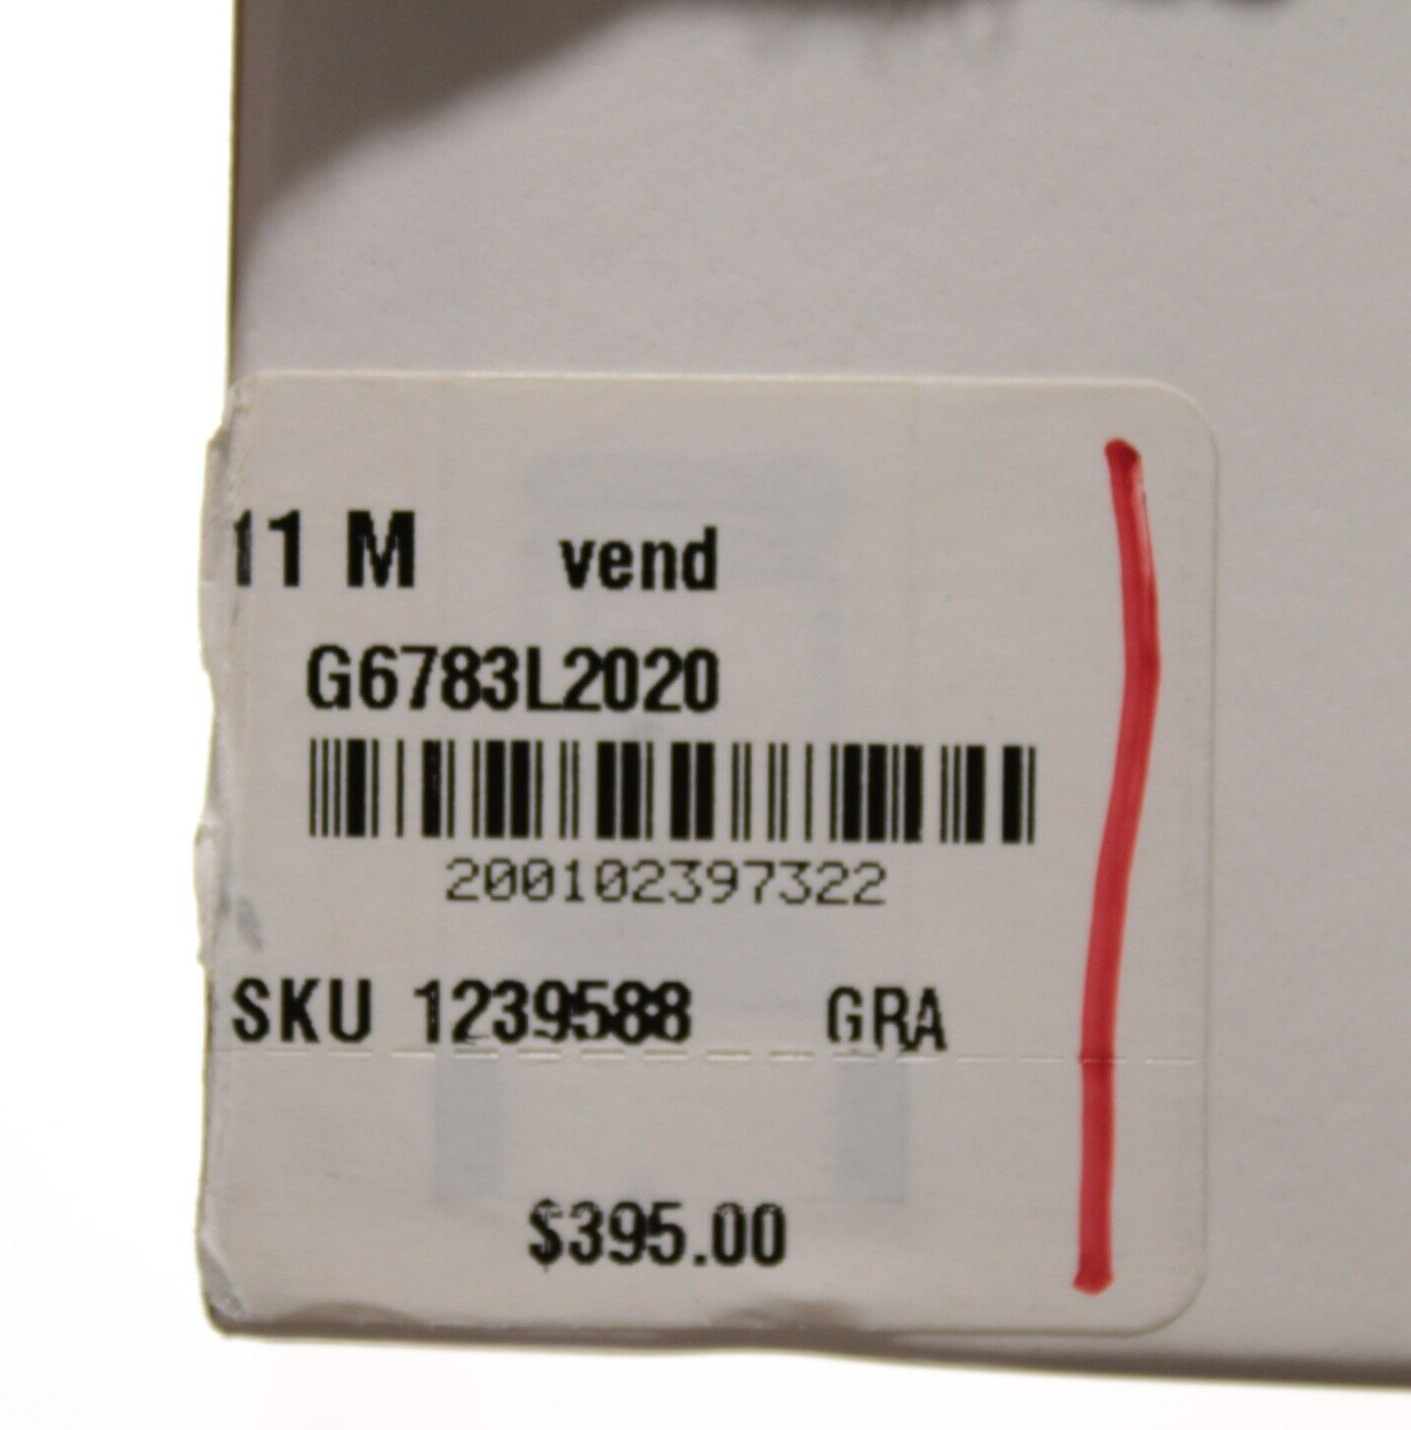 11 M vend
G6783L2020
200102397322
SKU 1239588 GRA
$395.00